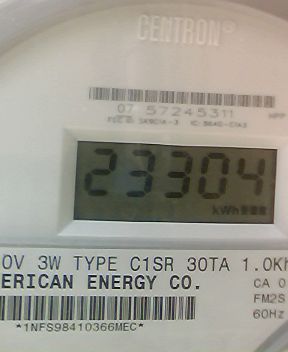 CENTRON®
07 57245311
23304
kWh
0V 3W TYPE C1SR 30TA 1.0Kh
ERICAN ENERGY CO.
CA 0
FM2S
60Hz
*1NFS98410366MEC*